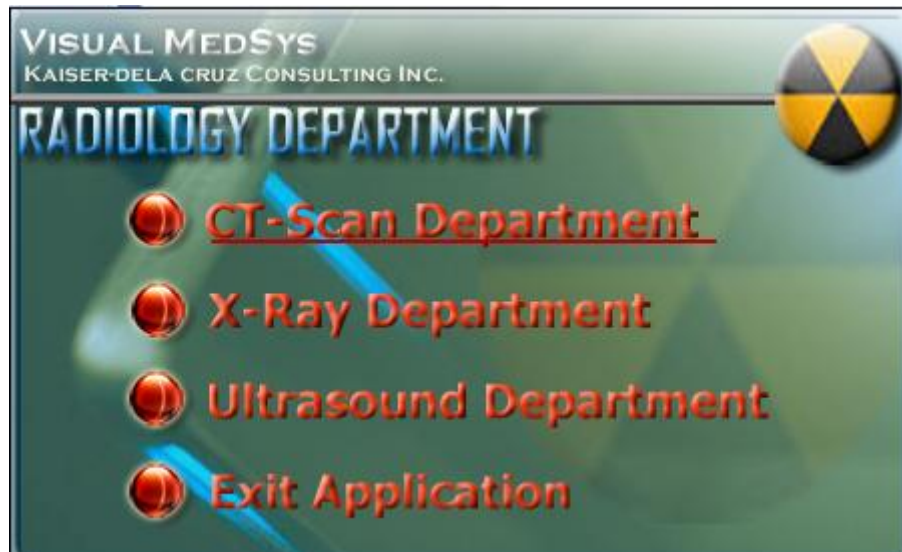 VISUAL MEDSYS
KAISER-DELA CRUZ CONSULTING INC.
RADIOLOGY DEPARTMENT
CT-Scan Department
X-Ray Department
Ultrasound Department
Exit Application